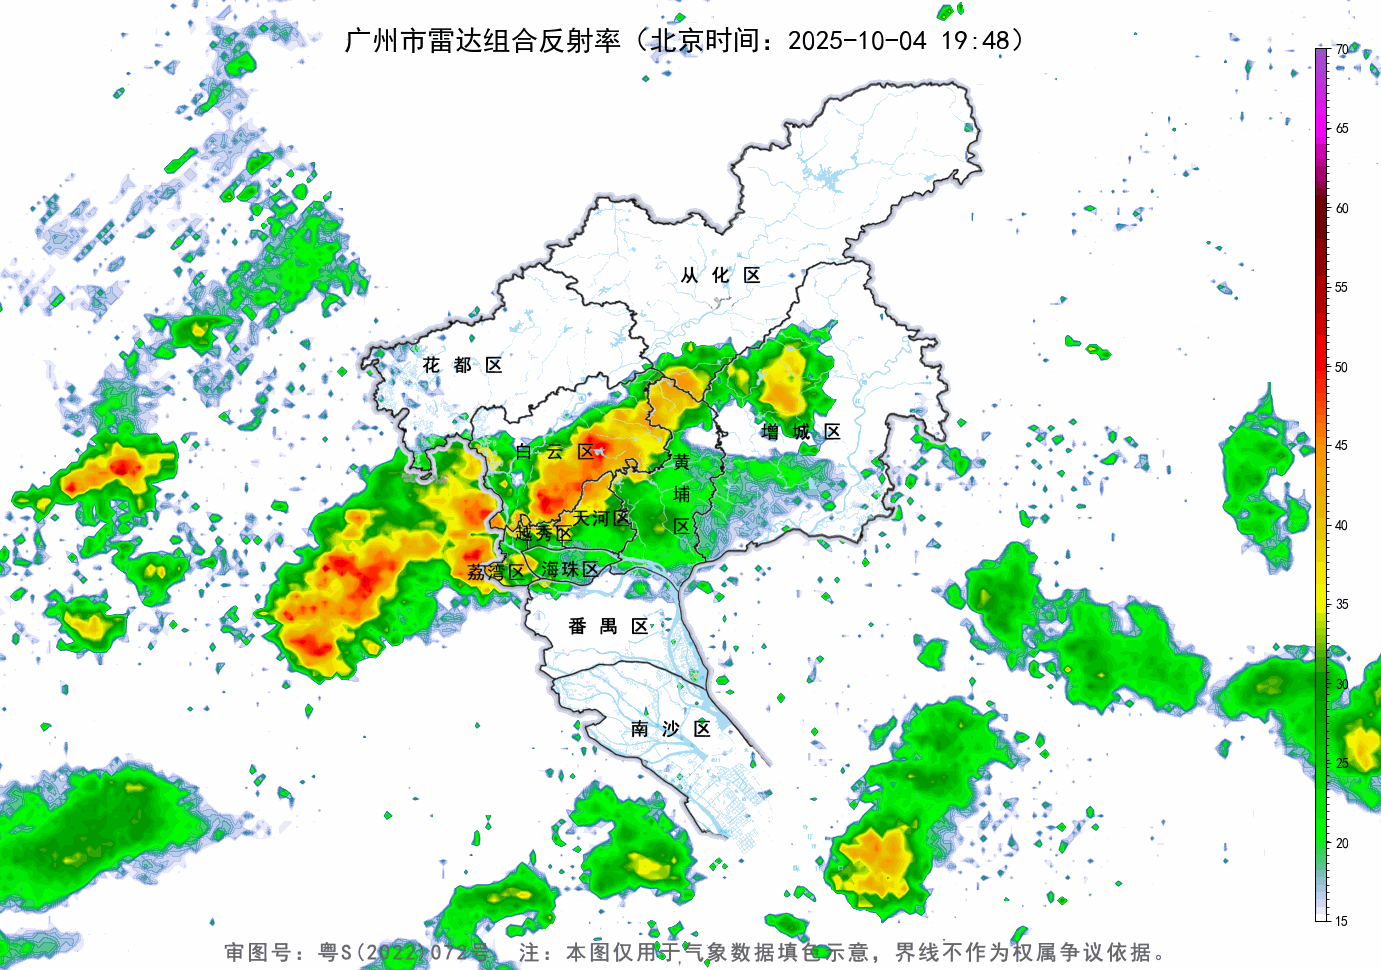 广州市雷达组合反射率（北京时间：2025-10-04 19:48）
70
65
60
55
50
45
40
35
30
25
20
15
从化区
花都区
增城区
白云区
黄埔区
天河区
越秀区
荔湾区
海珠区
番禺区
南沙区
审图号：粤S(2022)072号 注：本图仅用于气象数据填色示意，界线不作为权属争议依据。